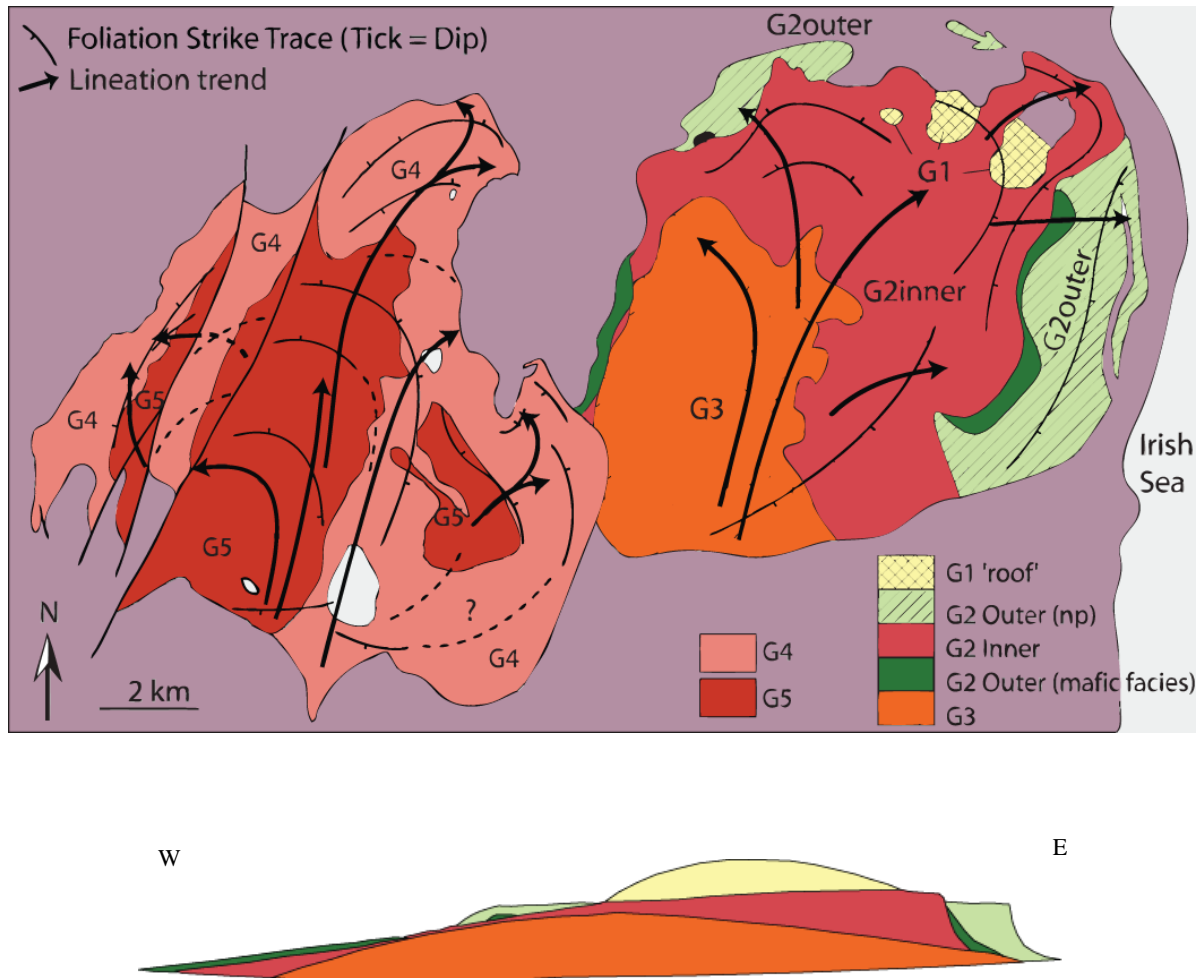 Foliation Strike Trace (Tick = Dip)
Lineation trend
G2outer
G4
G1
G4
G2inner
G2outer
G5
G4
G3
G5
G5
Irish
Sea
?
G4
N
2 km
G4
G5
G1 'roof'
G2 Outer (np)
G2 Inner
G2 Outer (mafic facies)
G3
W
E